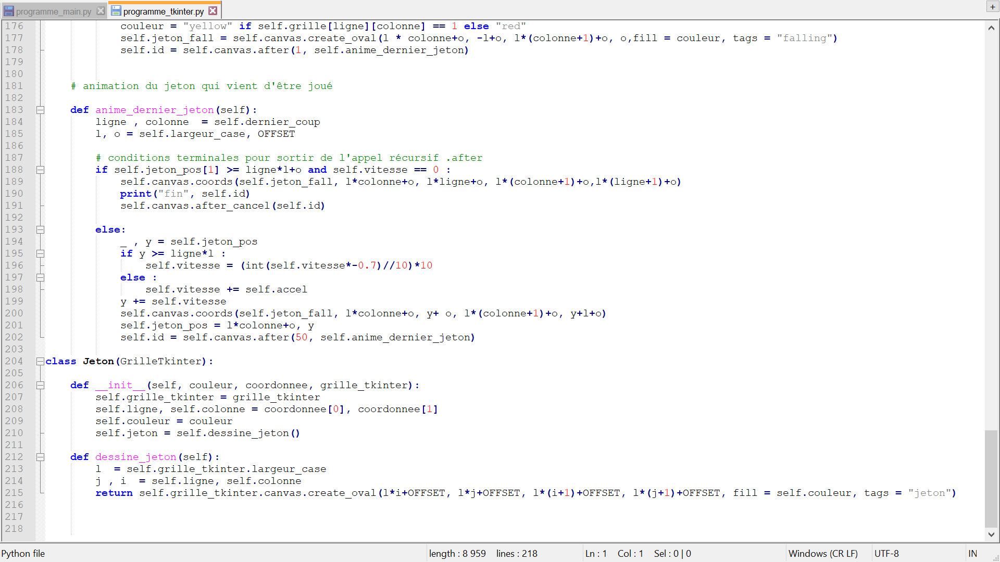 programme_main.py programme_tkinter.py +
176 couleur = "yellow" if self.grille[ligne][colonne] == 1 else "red"
177 self.jeton_fall = self.canvas.create_oval(l * colonne+o, -l+o, l*(colonne+1)+o, o,fill = couleur, tags = "falling")
178 self.id = self.canvas.after(1, self.anime_dernier_jeton)
179
180
181 # animation du jeton qui vient d'être joué
182
183 def anime_dernier_jeton(self):
184 ligne , colonne  = self.dernier_coup
185 l, o = self.largeur_case, OFFSET
186
187 # conditions terminales pour sortir de l'appel récursif .after
188 if self.jeton_pos[1] >= ligne*l+o and self.vitesse == 0 :
189 self.canvas.coords(self.jeton_fall, l*colonne+o, l*ligne+o, l*(colonne+1)+o,l*(ligne+1)+o)
190 print("fin", self.id)
191 self.canvas.after_cancel(self.id)
192
193 else:
194 _ , y = self.jeton_pos
195 if y >= ligne*l :
196 self.vitesse = (int(self.vitesse*-0.7)//10)*10
197 else :
198 self.vitesse += self.accel
199 y += self.vitesse
200 self.canvas.coords(self.jeton_fall, l*colonne+o, y+ o, l*(colonne+1)+o, y+l+o)
201 self.jeton_pos = l*colonne+o, y
202 self.id = self.canvas.after(50, self.anime_dernier_jeton)
203
204 class Jeton(GrilleTkinter):
205
206 def __init__(self, couleur, coordonnee, grille_tkinter):
207 self.grille_tkinter = grille_tkinter
208 self.ligne, self.colonne = coordonnee[0], coordonnee[1]
209 self.couleur = couleur
210 self.jeton = self.dessine_jeton()
211
212 def dessine_jeton(self):
213 l  = self.grille_tkinter.largeur_case
214 j , i  = self.ligne, self.colonne
215 return self.grille_tkinter.canvas.create_oval(l*i+OFFSET, l*j+OFFSET, l*(i+1)+OFFSET, l*(j+1)+OFFSET, fill = self.couleur, tags = "jeton")
216
217
218
Python file length : 8 959 lines : 218 Ln : 1 Col : 1 Sel : 0 | 0 Windows (CR LF) UTF-8 IN